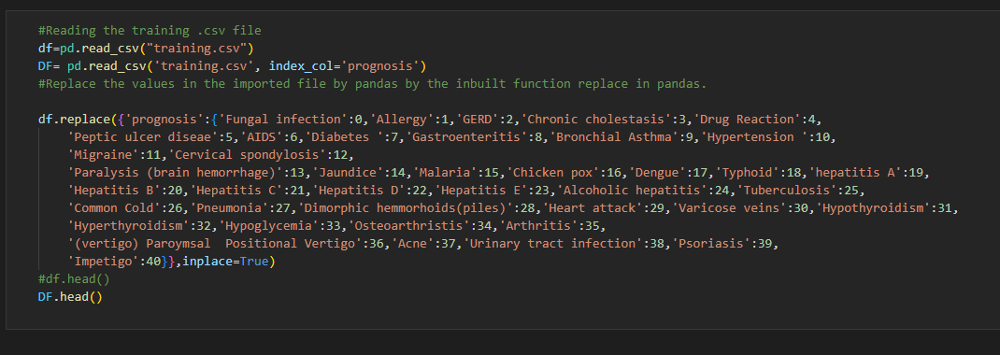 #Reading the training .csv file
df=pd.read_csv("training.csv")
DF= pd.read_csv('training.csv', index_col='prognosis')
#Replace the values in the imported file by pandas by the inbuilt function replace in pandas.
df.replace({'prognosis':{'Fungal infection':0,'Allergy':1,'GERD':2,'Chronic cholestasis':3,'Drug Reaction':4,
'Peptic ulcer diseae':5,'AIDS':6,'Diabetes ':7,'Gastroenteritis':8,'Bronchial Asthma':9,'Hypertension ':10,
'Migraine':11,'Cervical spondylosis':12,
'Paralysis (brain hemorrhage)':13,'Jaundice':14,'Malaria':15,'Chicken pox':16,'Dengue':17,'Typhoid':18,'hepatitis A':19,
'Hepatitis B':20,'Hepatitis C':21,'Hepatitis D':22,'Hepatitis E':23,'Alcoholic hepatitis':24,'Tuberculosis':25,
'Common Cold':26,'Pneumonia':27,'Dimorphic hemmorhoids(piles)':28,'Heart attack':29,'Varicose veins':30,'Hypothyroidism':31,
'Hyperthyroidism':32,'Hypoglycemia':33,'Osteoarthristis':34,'Arthritis':35,
'(vertigo) Paroymsal  Positional Vertigo':36,'Acne':37,'Urinary tract infection':38,'Psoriasis':39,
'Impetigo':40}},inplace=True)
#df.head()
DF.head()